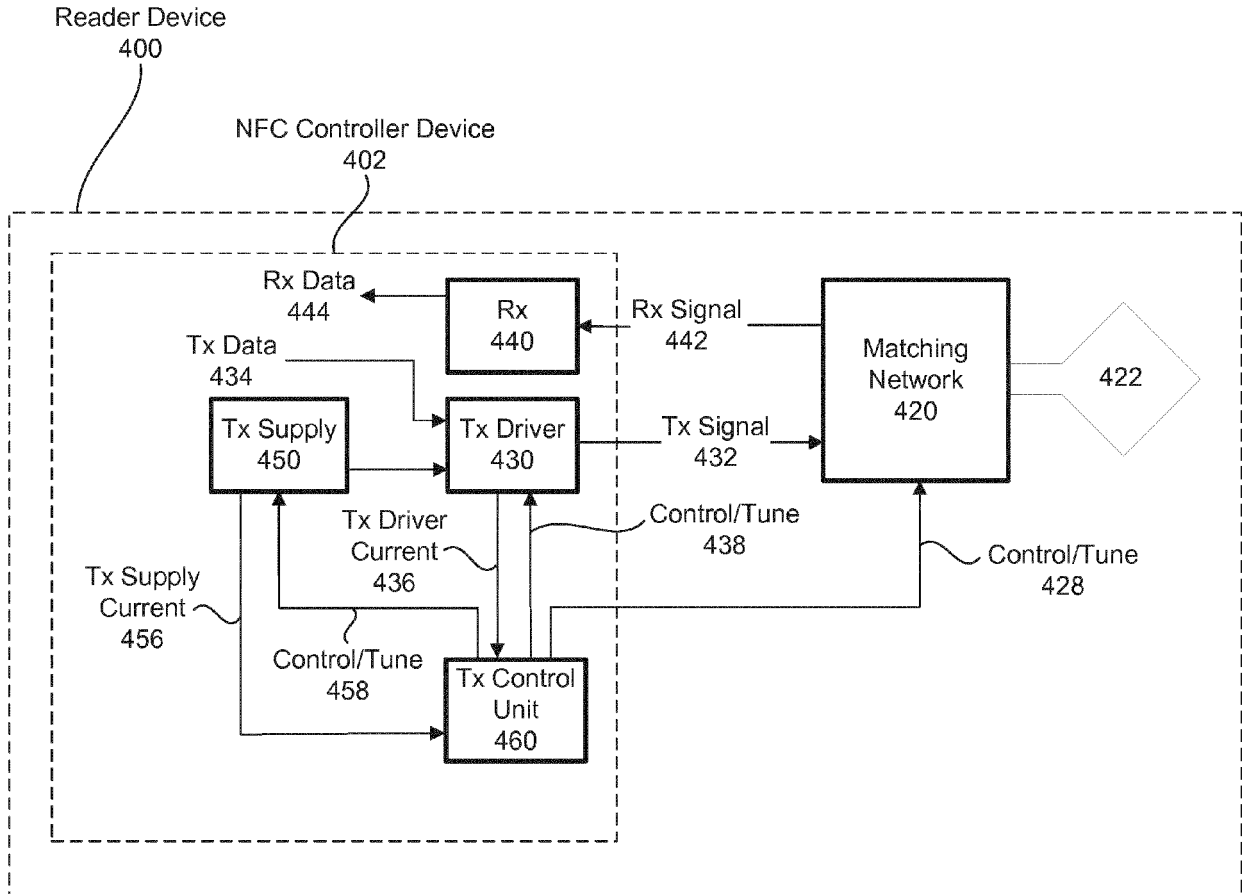 Reader Device
400
NFC Controller Device
402
Rx Data
444
Rx
440
Rx Signal
442
Matching
Network
420
422
Tx Data
434
Tx Supply
450
Tx Driver
430
Tx Signal
432
Tx Driver
Current
436
Control/Tune
438
Control/Tune
428
Tx Supply
Current
456
Control/Tune
458
Tx Control
Unit
460